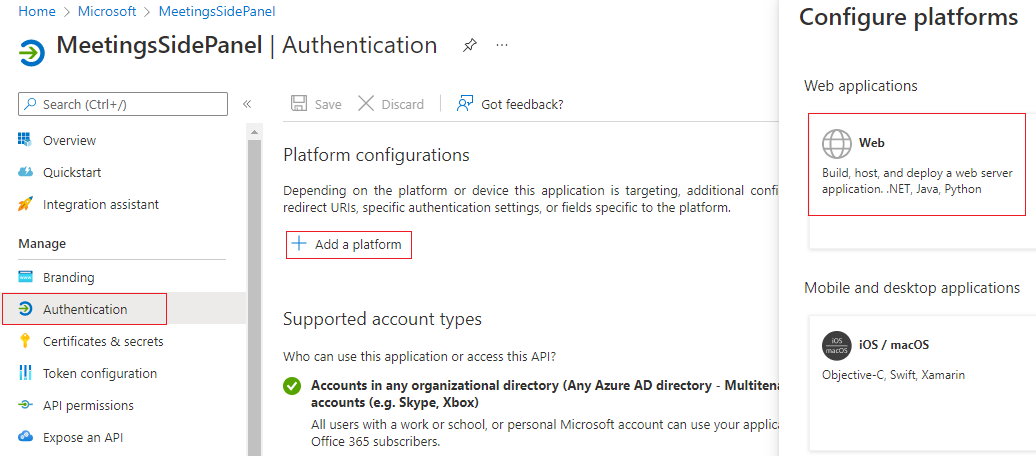 Home > Microsoft > MeetingsSidePanel
MeetingsSidePanel | Authentication
Search (Ctrl+/)
«
Overview
Quickstart
Integration assistant
Manage
Branding
Authentication
Certificates & secrets
Token configuration
API permissions
Expose an API
Save
Discard
Got feedback?
Platform configurations
Depending on the platform or device this application is targeting, additional confi
redirect URIs, specific authentication settings, or fields specific to the platform.
+ Add a platform
Supported account types
Who can use this application or access this API?
Accounts in any organizational directory (Any Azure AD directory - Multitena
accounts (e.g. Skype, Xbox)
All users with a work or school, or personal Microsoft account can use your applica
Office 365 subscribers.
Configure platforms
Web applications
Web
Build, host, and deploy a web server
application. .NET, Java, Python
Mobile and desktop applications
iOS
macOS
iOS / macOS
Objective-C, Swift, Xamarin